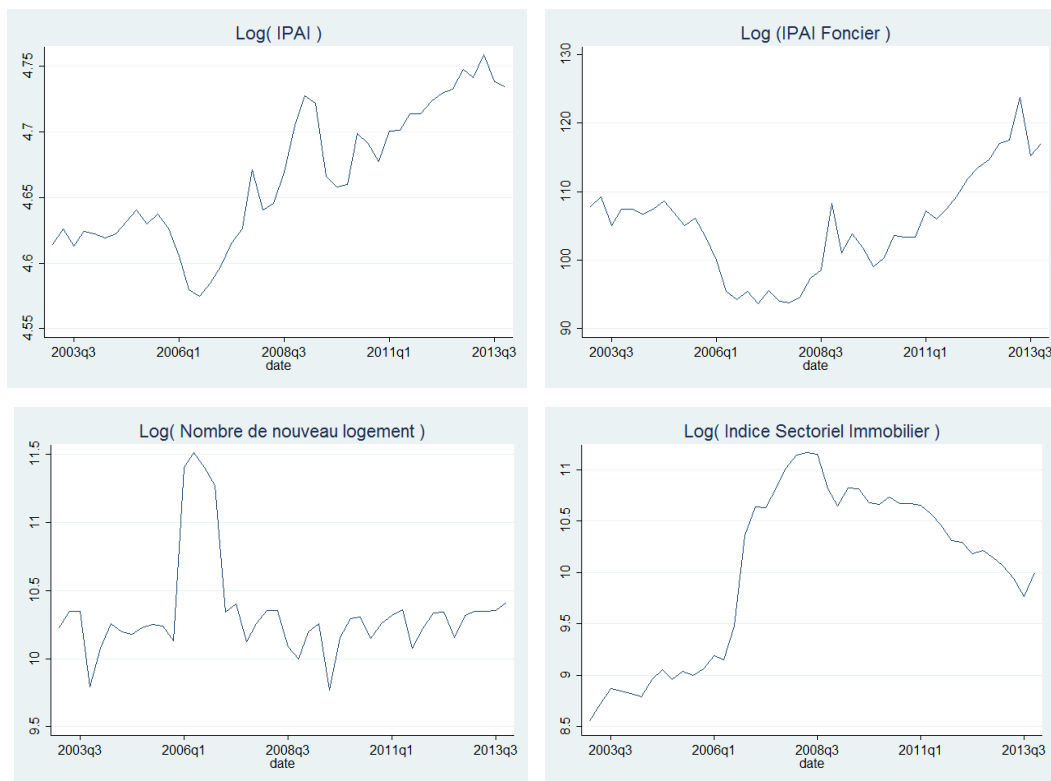 Log( IPAI )
4.75
4.7
4.65
4.6
4.55
2003q3 2006q1 2008q3 2011q1 2013q3
date
Log (IPAI Foncier )
130
120
110
100
90
2003q3 2006q1 2008q3 2011q1 2013q3
date
Log( Nombre de nouveau logement )
11.5
11
10.5
10
9.5
2003q3 2006q1 2008q3 2011q1 2013q3
date
Log( Indice Sectoriel Immobilier )
11
10.5
10
9.5
9
8.5
2003q3 2006q1 2008q3 2011q1 2013q3
date